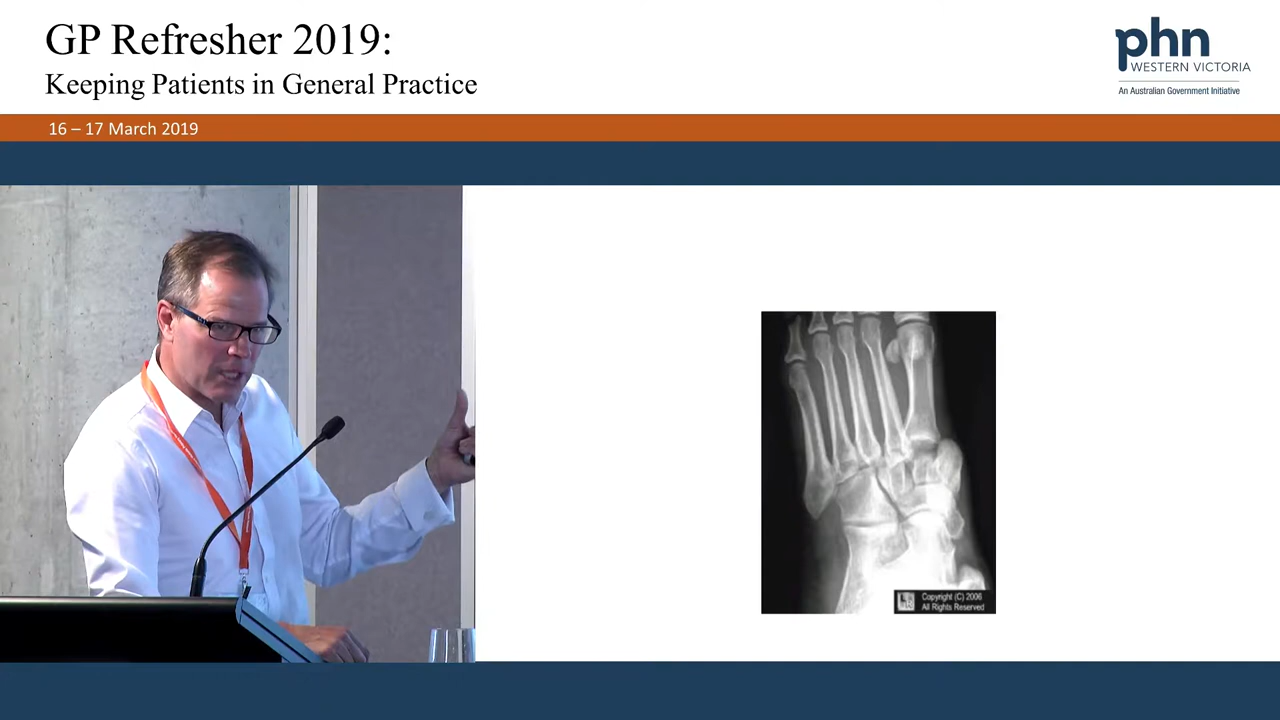 GP Refresher 2019:
Keeping Patients in General Practice
phn
WESTERN VICTORIA
An Australian Government Initiative
16 – 17 March 2019
Copyright (C) 2006
All Rights Reserved